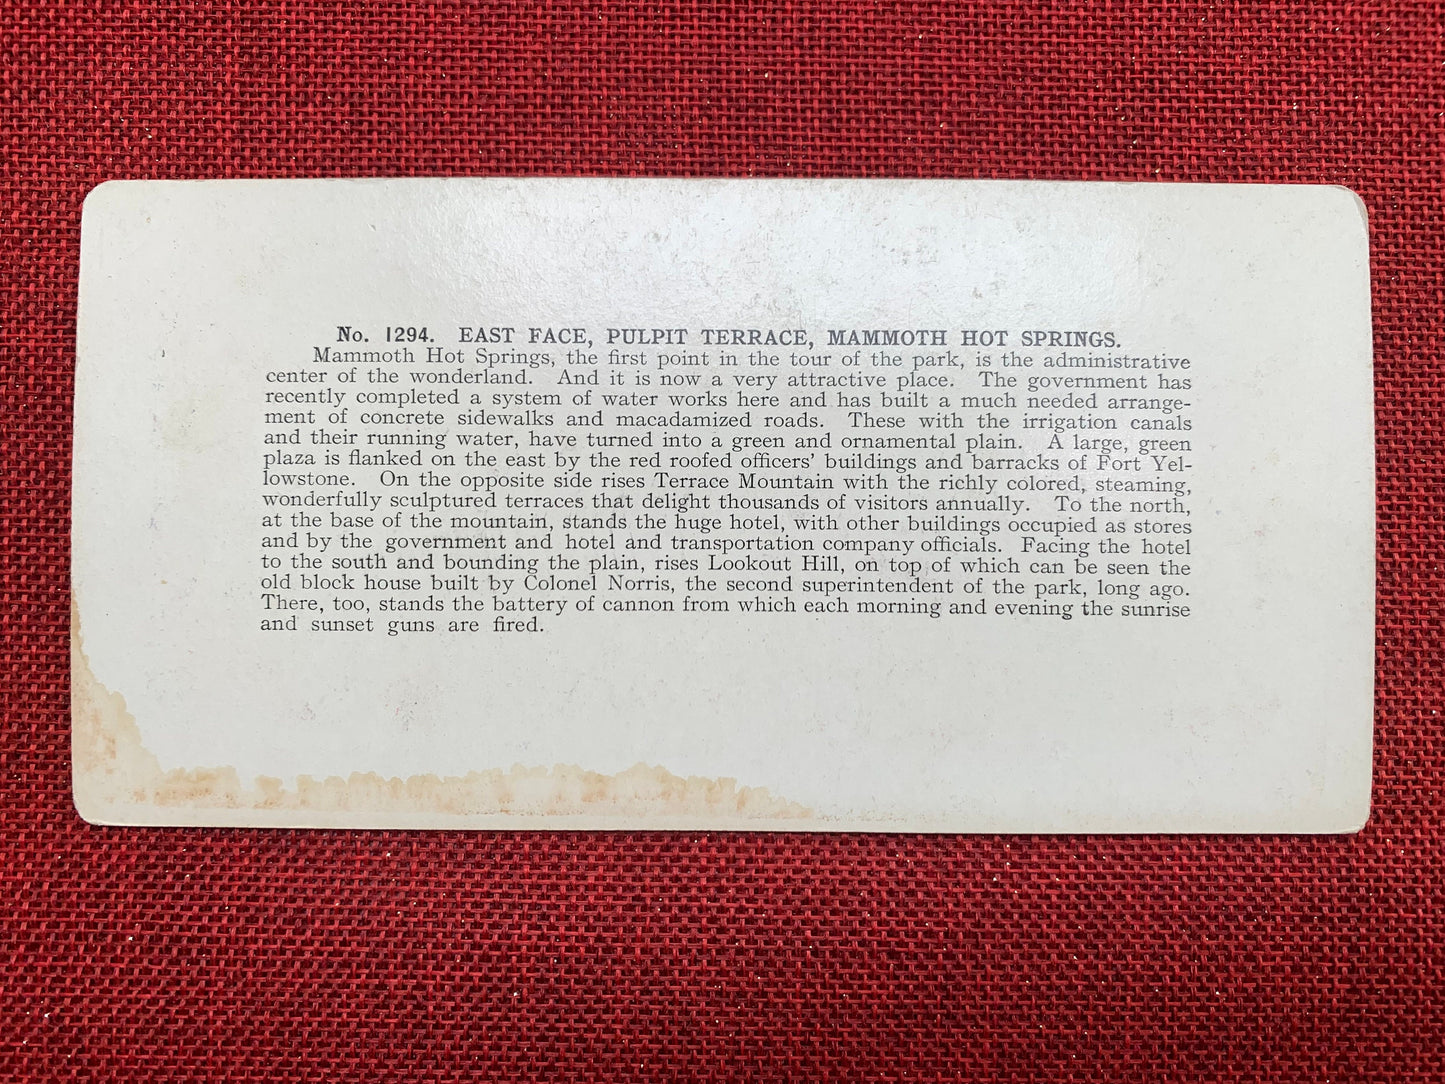 No. 1294. EAST FACE, PULPIT TERRACE, MAMMOTH HOT SPRINGS.
Mammoth Hot Springs, the first point in the tour of the park, is the administrative
center of the wonderland. And it is now a very attractive place. The government has
recently completed a system of water works here and has built a much needed arrange-
ment of concrete sidewalks and macadamized roads. These with the irrigation canals
and their running water, have turned into a green and ornamental plain. A large, green
plaza is flanked on the east by the red roofed officers' buildings and barracks of Fort Yel-
lowstone. On the opposite side rises Terrace Mountain with the richly colored, steaming,
wonderfully sculptured terraces that delight thousands of visitors annually. To the north,
at the base of the mountain, stands the huge hotel, with other buildings occupied as stores
and by the government and hotel and transportation company officials. Facing the hotel
to the south and bounding the plain, rises Lookout Hill, on top of which can be seen the
old block house built by Colonel Norris, the second superintendent of the park, long ago.
There, too, stands the battery of cannon from which each morning and evening the sunrise
and sunset guns are fired.